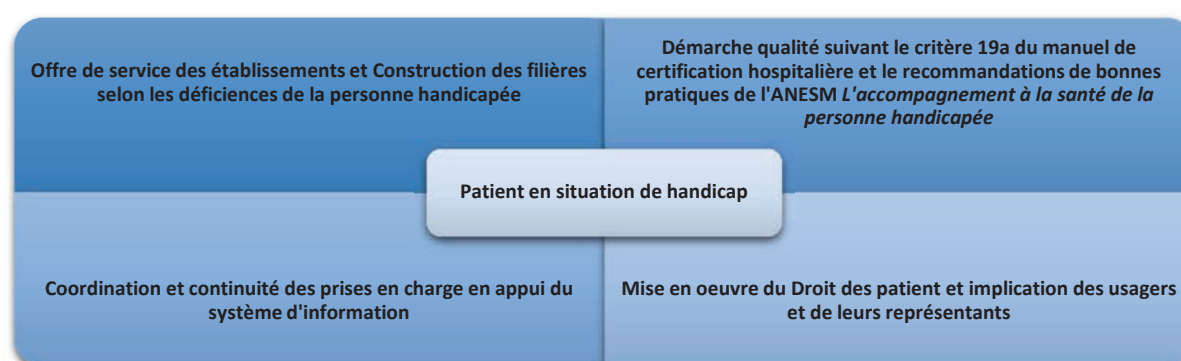 Offre de service des établissements et Construction des filières
selon les déficiences de la personne handicapée
Démarche qualité suivant le critère 19a du manuel de
certification hospitalière et le recommandations de bonnes
pratiques de l'ANESM L'accompagnement à la santé de la
personne handicapée
Patient en situation de handicap
Coordination et continuité des prises en charge en appui du
système d'information
Mise en oeuvre du Droit des patient et implication des usagers
et de leurs représentants